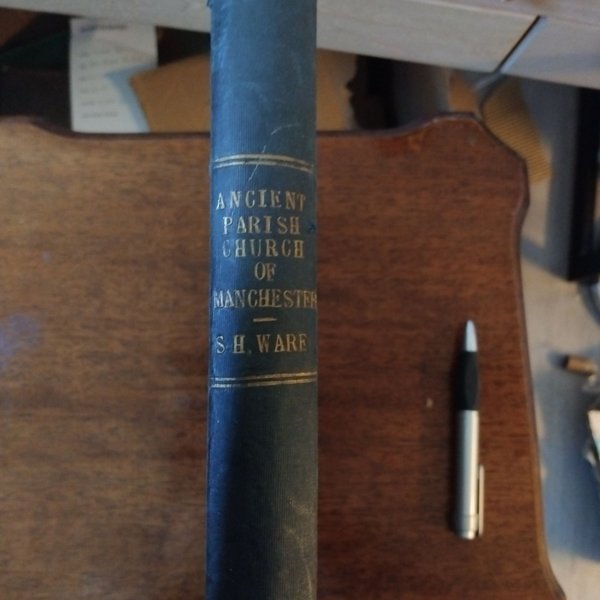 ANCIENT
PARISH
CHURCH
OF
MANCHESTER
S H. WARE